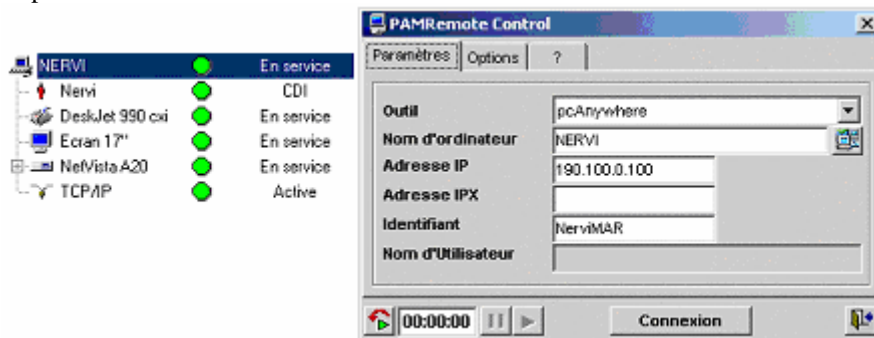 PAMRemote Control
Paramètres Options ?
NERVI En service
Nervi CDI
DeskJet 990 cxi En service
Ecran 17" En service
NetVista A20 En service
TCP/IP Active
Outil pcAnywhere
Nom d'ordinateur NERVI
Adresse IP 190.100.0.100
Adresse IPX
Identifiant NerviMAR
Nom d'Utilisateur
00:00:00 Connexion